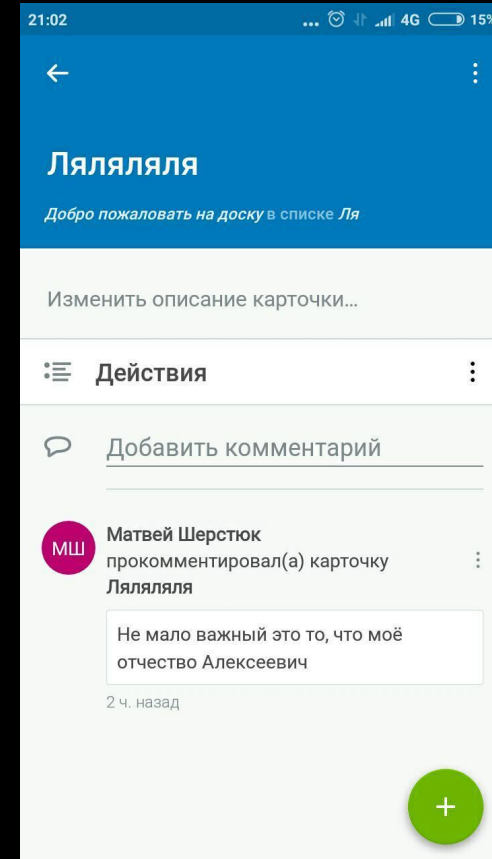 21:02 ... 4G 15%
Ляляляля
Добро пожаловать на доску в списке Ля
Изменить описание карточки...
Действия
Добавить комментарий
МШ
Матвей Шерстюк
прокомментировал(а) карточку
Ляляляля
Не мало важный это то, что моё
отчество Алексеевич
2 ч. назад